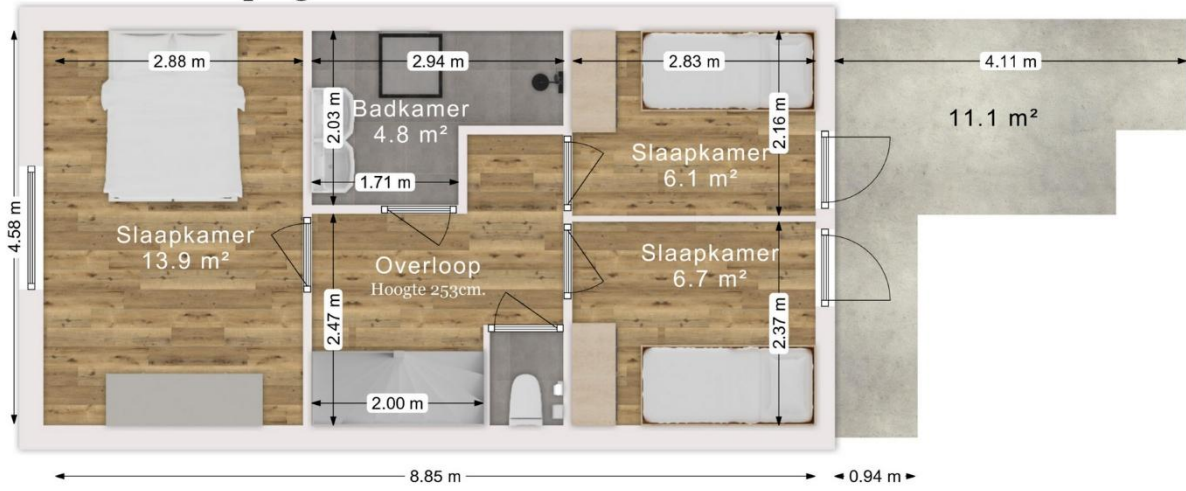 2.88 m
2.94 m
2.83 m
4.11 m
Badkamer
4.8 m²
2.03 m
2.16 m
11.1 m²
Slaapkamer
6.1 m²
1.71 m
4.58 m
Slaapkamer
13.9 m²
Overloop
Hoogte 253cm.
Slaapkamer
6.7 m²
2.47 m
2.37 m
2.00 m
8.85 m
0.94 m